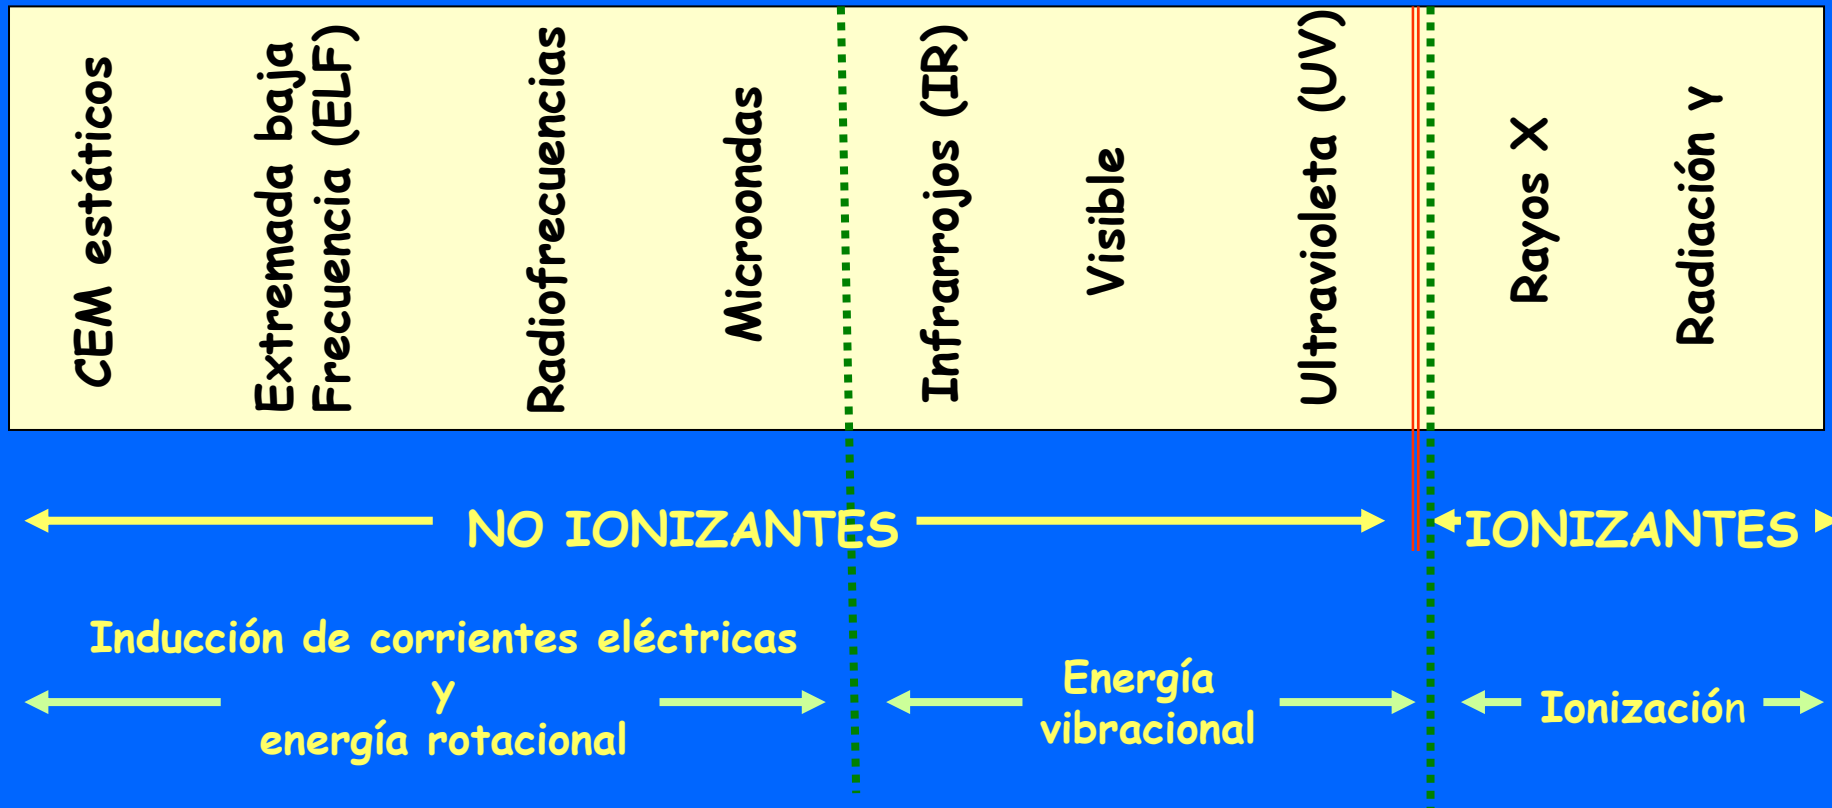 CEM estáticos
Extremada baja
Frecuencia (ELF)
Radiofrecuencias
Microondas
Infrarrojos (IR)
Visible
Ultravioleta (UV)
Rayos X
Radiación γ
NO IONIZANTES
IONIZANTES
Inducción de corrientes eléctricas
y
energía rotacional
Energía
vibracional
Ionización